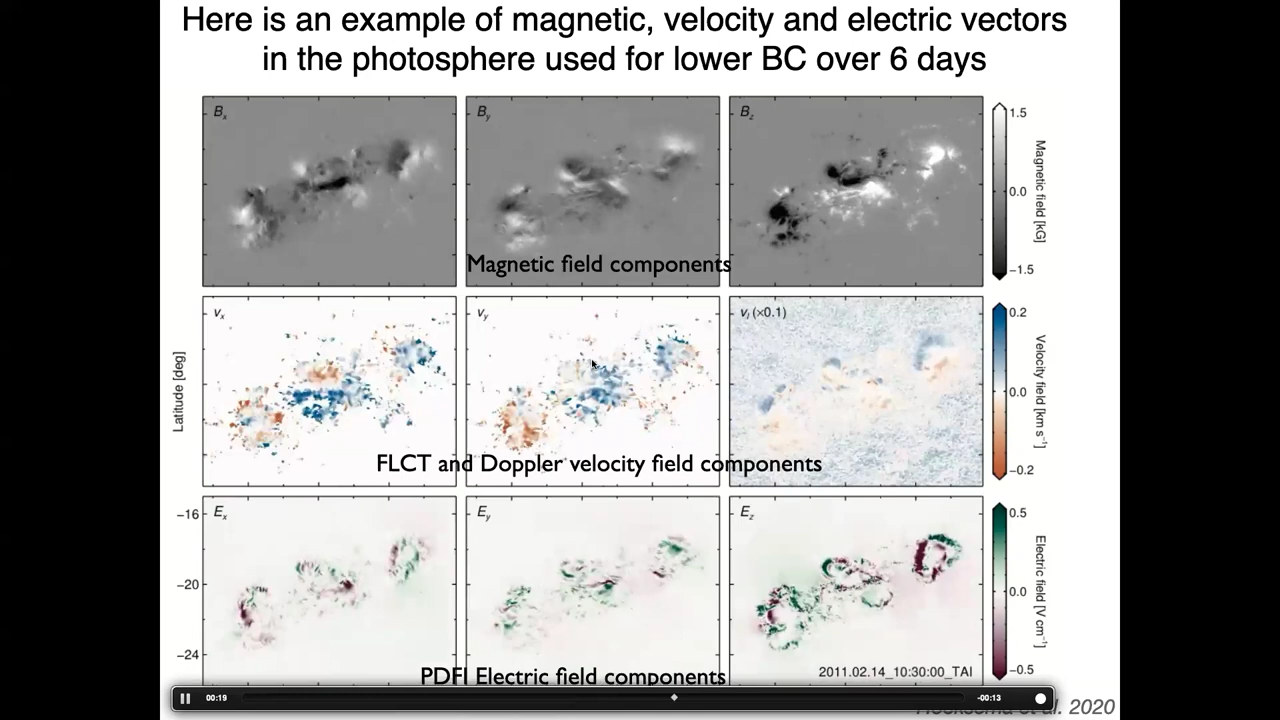 Here is an example of magnetic, velocity and electric vectors
in the photosphere used for lower BC over 6 days
Bx
By
Bz
1.5
0.0
−1.5
Magnetic field [kG]
Magnetic field components
vx
vy
vl (×0.1)
0.2
0.0
−0.2
Velocity field [km s−1]
Latitude [deg]
FLCT and Doppler velocity field components
Ex
Ey
Ez
−16
−20
−24
0.5
0.0
−0.5
Electric field [V cm−1]
2011.02.14_10:30:00_TAI
PDFI Electric field components
00:19
-00:13
et al. 2020